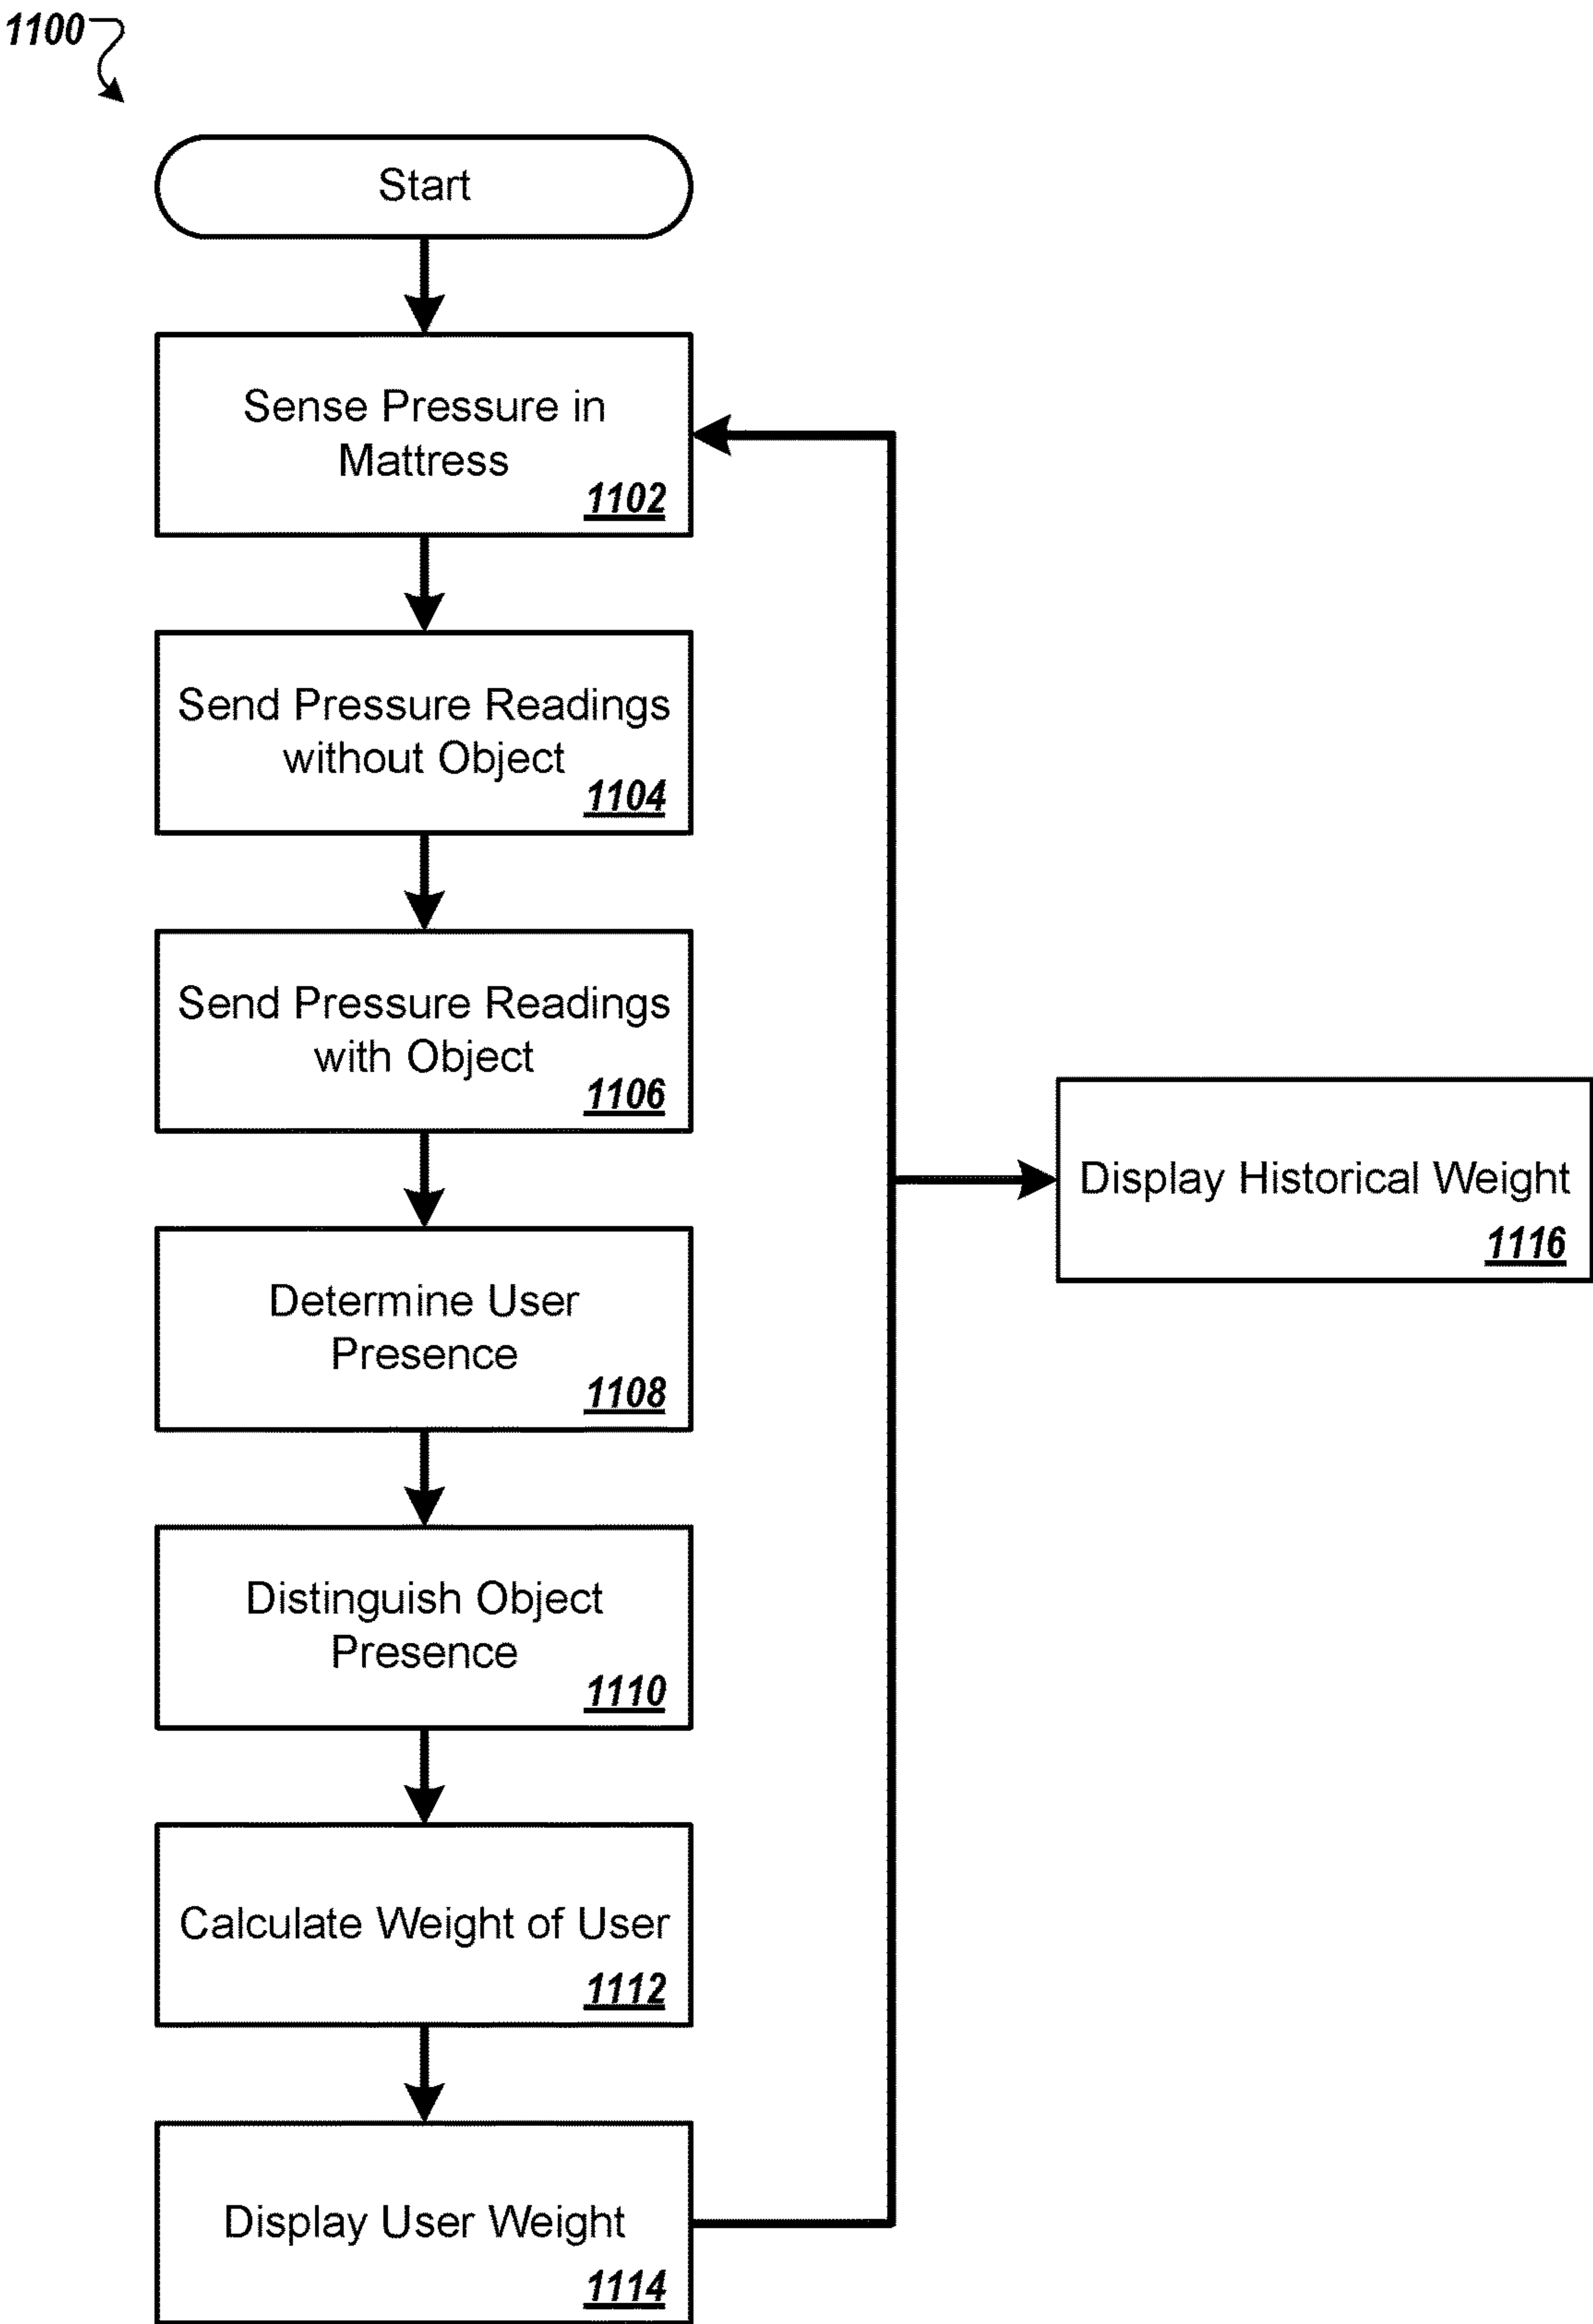 1100
Start
Sense Pressure in
Mattress
1102
Send Pressure Readings
without Object
1104
Send Pressure Readings
with Object
1106
Determine User
Presence
1108
Distinguish Object
Presence
1110
Calculate Weight of User
1112
Display User Weight
1114
Display Historical Weight
1116